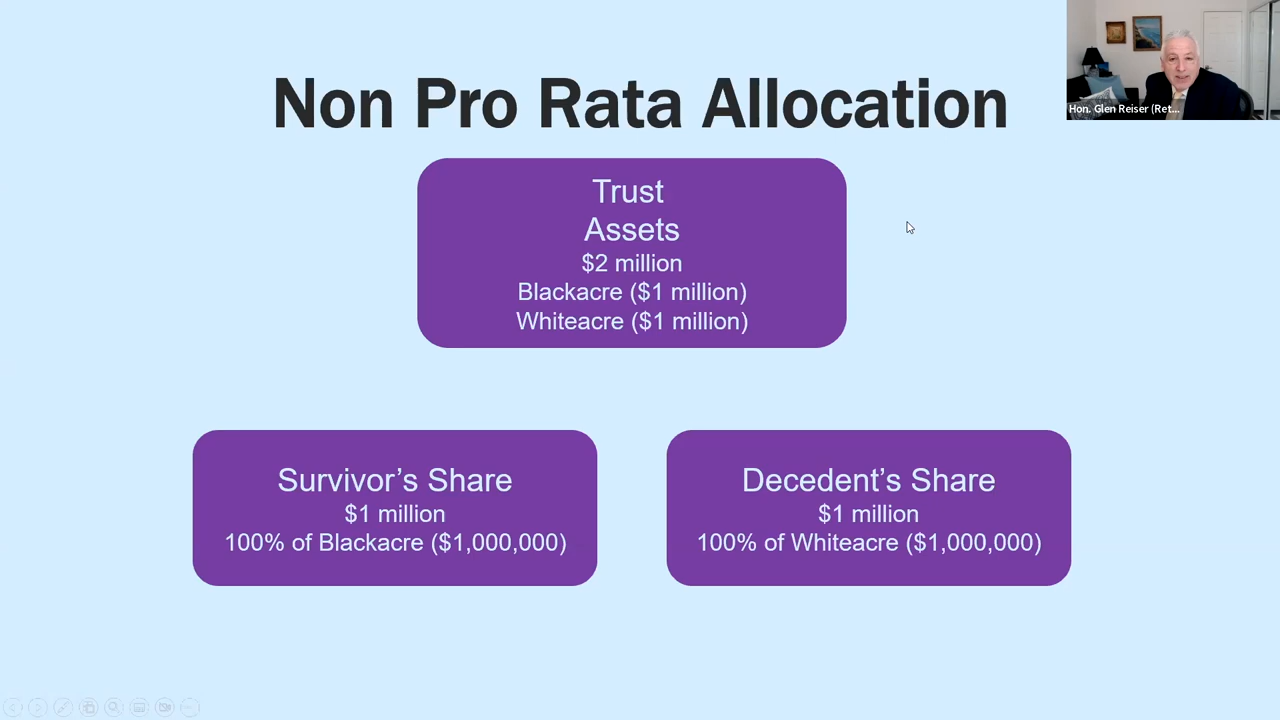 Non Pro Rata Allocation
Hon. Glen Reiser (Ret...
Trust
Assets
$2 million
Blackacre ($1 million)
Whiteacre ($1 million)
Survivor’s Share
$1 million
100% of Blackacre ($1,000,000)
Decedent’s Share
$1 million
100% of Whiteacre ($1,000,000)